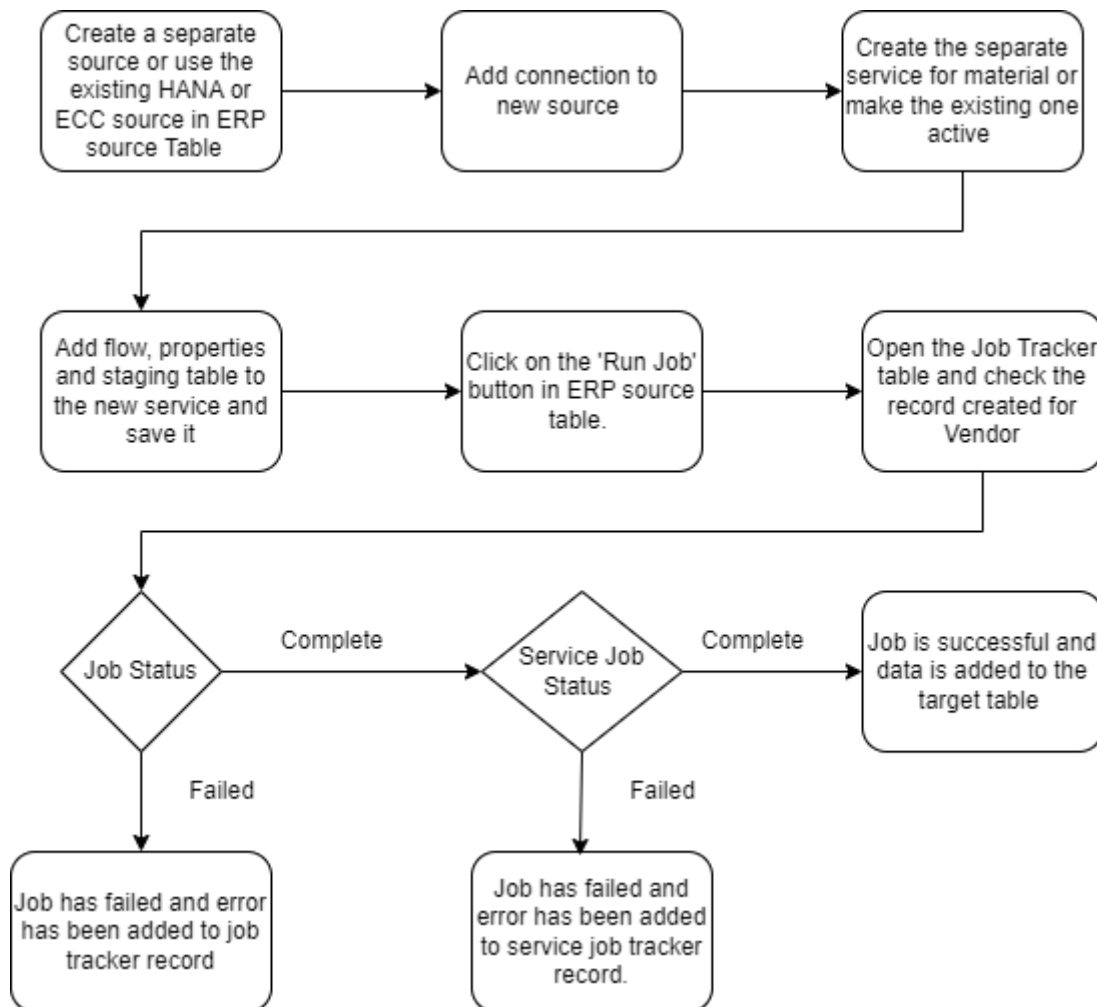 Create a separate
source or use the
existing HANA or
ECC source in ERP
source Table
Add connection to
new source
Create the separate
service for material or
make the existing one
active
Add flow, properties
and staging table to
the new service and
save it
Click on the 'Run Job'
button in ERP source
table.
Open the Job Tracker
table and check the
record created for
Vendor
Job Status
Complete
Service Job
Status
Complete
Job is successful and
data is added to the
target table
Failed
Failed
Job has failed and error
has been added to job
tracker record
Job has failed and
error has been added
to service job tracker
record.